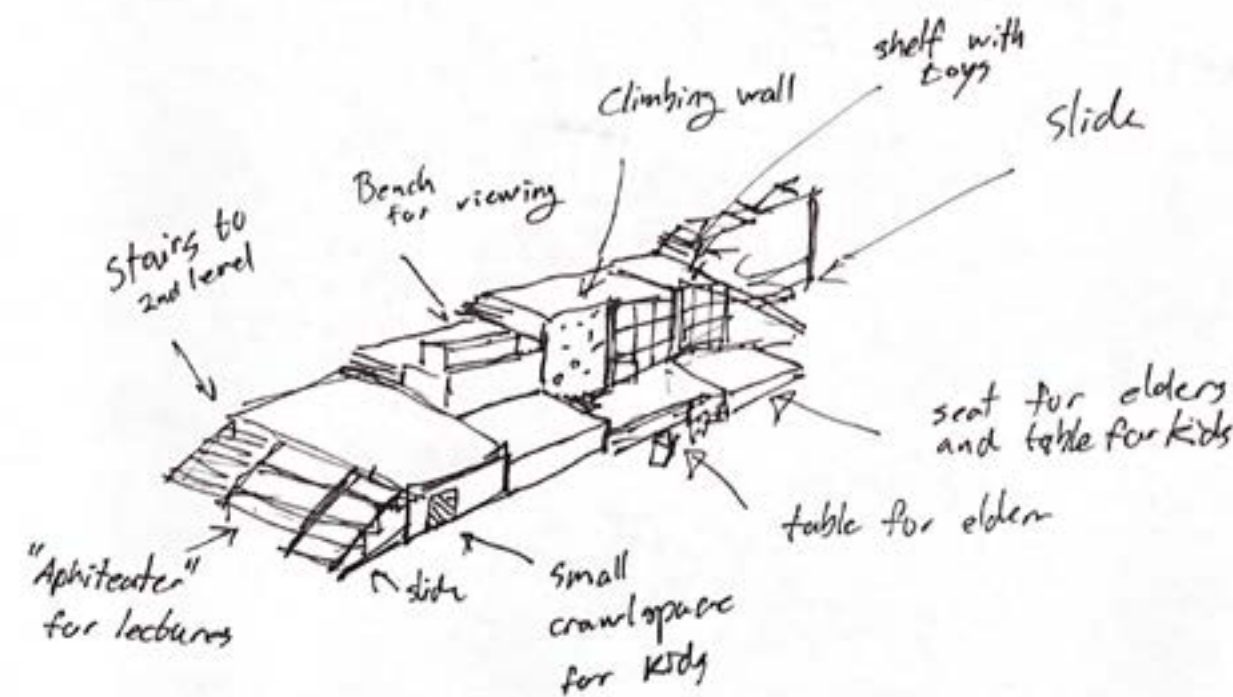 shelf with
toys
Climbing wall
slide
Bench
for viewing
Stairs to
2nd level
seat for elders
and table for kids
table for eldern
"Aphiteater"
for lectures
slide
small
crawlspace
for kids